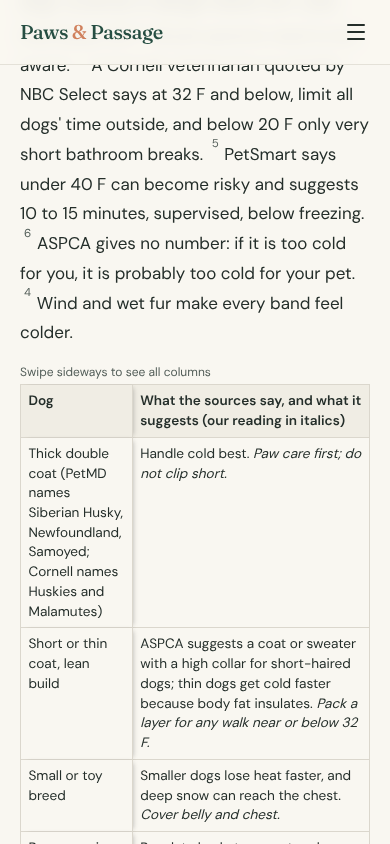 Paws & Passage
aware. A Cornell veterinarian quoted by
NBC Select says at 32 F and below, limit all
dogs' time outside, and below 20 F only very
short bathroom breaks. 5 PetSmart says
under 40 F can become risky and suggests
10 to 15 minutes, supervised, below freezing.
6 ASPCA gives no number: if it is too cold
for you, it is probably too cold for your pet.
4 Wind and wet fur make every band feel
colder.
Swipe sideways to see all columns
Dog
What the sources say, and what it
suggests (our reading in italics)
Thick double
coat (PetMD
names
Siberian Husky,
Newfoundland,
Samoyed;
Cornell names
Huskies and
Malamutes)
Handle cold best. Paw care first; do
not clip short.
Short or thin
coat, lean
build
ASPCA suggests a coat or sweater
with a high collar for short-haired
dogs; thin dogs get cold faster
because body fat insulates. Pack a
layer for any walk near or below 32
F.
Small or toy
breed
Smaller dogs lose heat faster, and
deep snow can reach the chest.
Cover belly and chest.